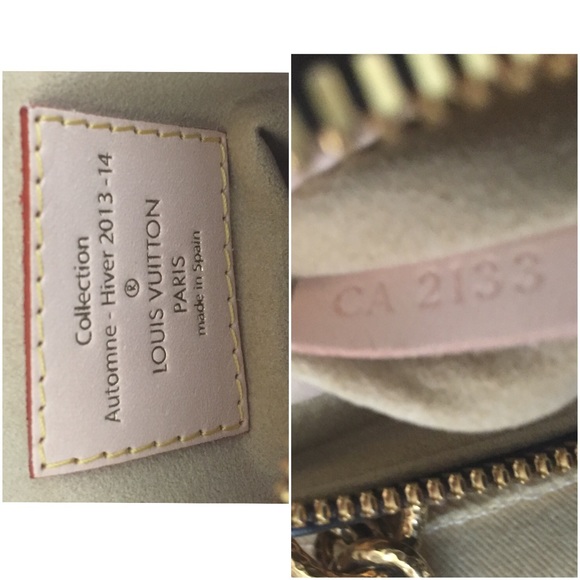 Collection
Automne - Hiver 2013 -14
®
LOUIS VUITTON
PARIS
made in Spain
CA 2133